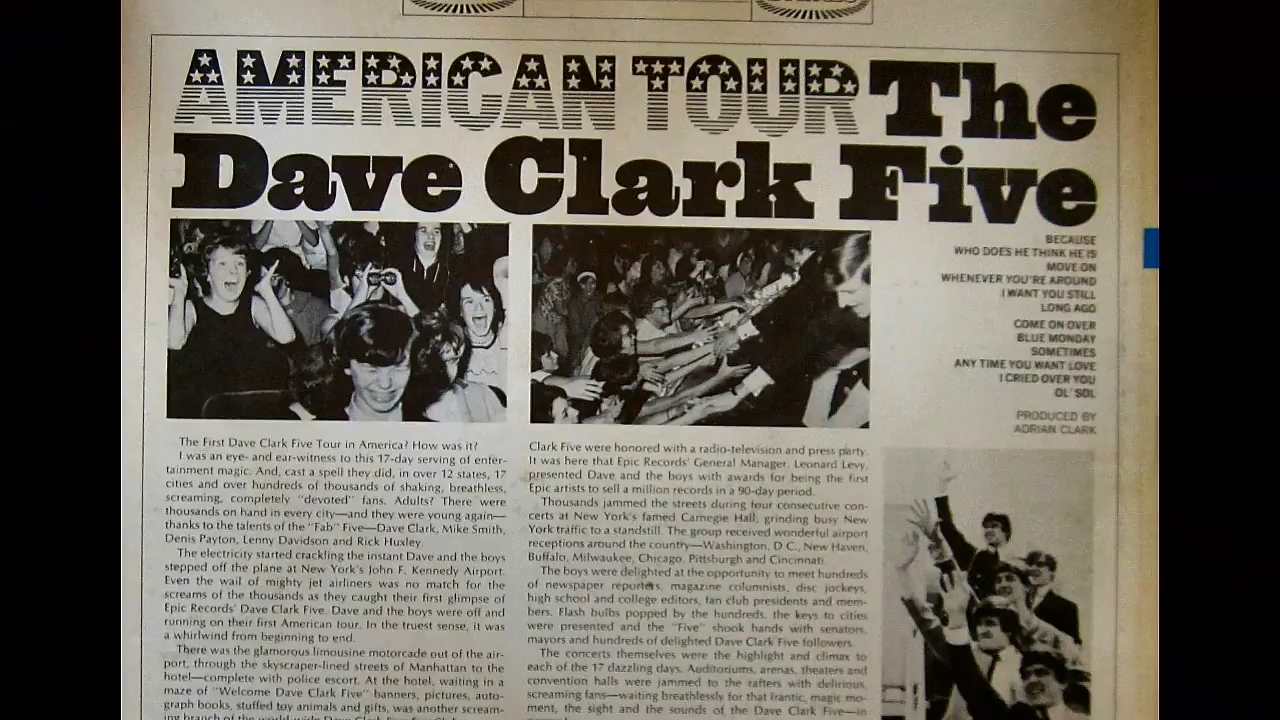 AMERICAN TOUR The
Dave Clark Five
BECAUSE
WHO DOES HE THINK HE IS
MOVE ON
WHENEVER YOU'RE AROUND
I WANT YOU STILL
LONG AGO
COME ON OVER
BLUE MONDAY
SOMETIMES
ANY TIME YOU WANT LOVE
I CRIED OVER YOU
OL' SOL
PRODUCED BY
ADRIAN CLARK
The First Dave Clark Five Tour in America? How was it?
I was an eye- and ear-witness to this 17-day serving of enter-
tainment magic. And, cast a spell they did, in over 12 states, 17
cities and over hundreds of thousands of shaking, breathless,
screaming, completely "devoted" fans. Adults? There were
thousands on hand in every city—and they were young again—
thanks to the talents of the "Fab" Five—Dave Clark, Mike Smith,
Denis Payton, Lenny Davidson and Rick Huxley.
The electricity started crackling the instant Dave and the boys
stepped off the plane at New York's John F. Kennedy Airport.
Even the wail of mighty jet airliners was no match for the
screams of the thousands as they caught their first glimpse of
Epic Records' Dave Clark Five. Dave and the boys were off and
running on their first American tour. In the truest sense, it was
a whirlwind from beginning to end.
There was the glamorous limousine motorcade out of the air-
port, through the skyscraper-lined streets of Manhattan to the
hotel—complete with police escort. At the hotel, waiting in a
maze of "Welcome Dave Clark Five" banners, pictures, auto-
graph books, stuffed toy animals and gifts, was another scream-
ing branch of the world-wide Dave Clark Five
Clark Five were honored with a radio-television and press party.
It was here that Epic Records' General Manager, Leonard Levy,
presented Dave and the boys with awards for being the first
Epic artists to sell a million records in a 90-day period.
Thousands jammed the streets during four consecutive con-
certs at New York's famed Carnegie Hall, grinding busy New
York traffic to a standstill. The group received wonderful airport
receptions around the country—Washington, D.C., New Haven,
Buffalo, Milwaukee, Chicago, Pittsburgh and Cincinnati.
The boys were delighted at the opportunity to meet hundreds
of newspaper reporters, magazine columnists, disc jockeys,
high school and college editors, fan club presidents and mem-
bers. Flash bulbs popped by the hundreds, the keys to cities
were presented and the "Five" shook hands with senators,
mayors and hundreds of delighted Dave Clark Five followers.
The concerts themselves were the highlight and climax to
each of the 17 dazzling days. Auditoriums, arenas, theaters and
convention halls were jammed to the rafters with delirious,
screaming fans—waiting breathlessly for that frantic, magic mo-
ment, the sight and the sounds of the Dave Clark Five—in